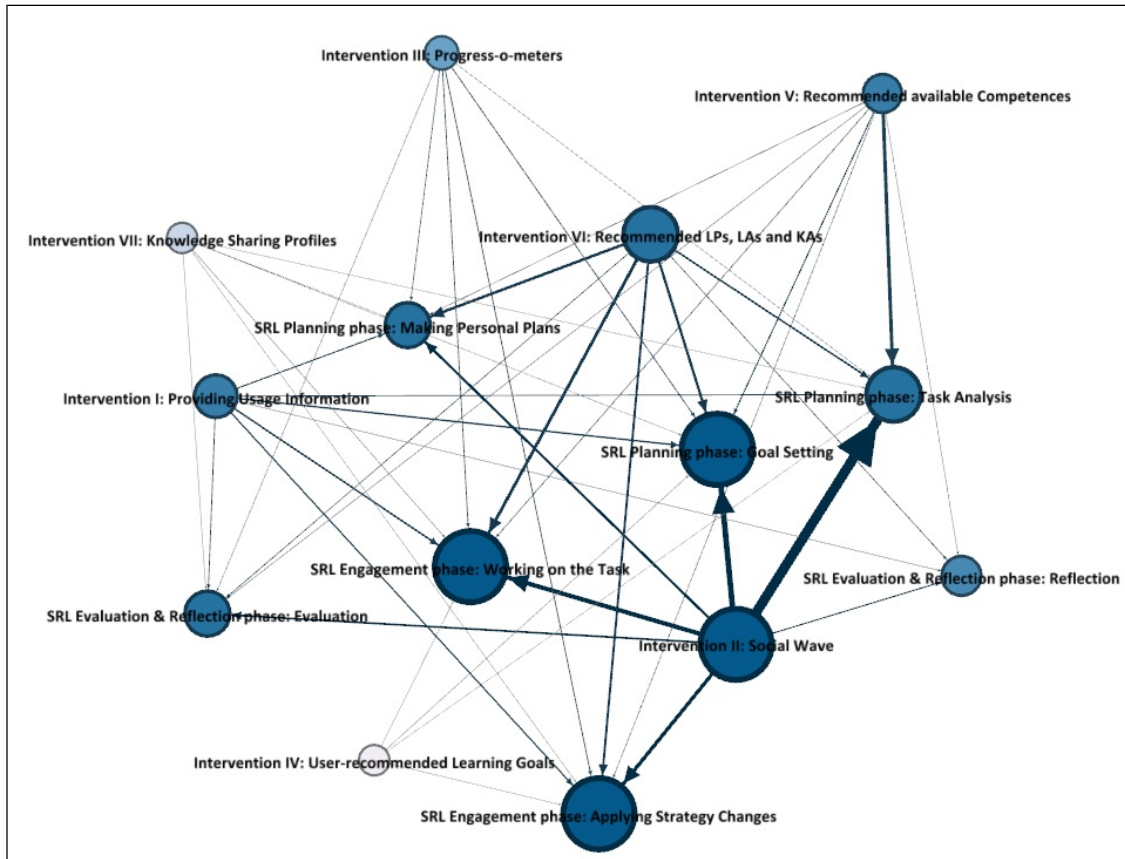 Intervention III: Progress-o-meters
Intervention V: Recommended available Competences
Intervention VII: Knowledge Sharing Profiles
Intervention VI: Recommended LPs, LAs and KAs
SRL Planning phase: Making Personal Plans
Intervention I: Providing Usage Information
SRL Planning phase: Task Analysis
SRL Planning phase: Goal Setting
SRL Engagement phase: Working on the Task
SRL Evaluation & Reflection phase: Reflection
SRL Evaluation & Reflection phase: Evaluation
Intervention II: Social Wave
Intervention IV: User-recommended Learning Goals
SRL Engagement phase: Applying Strategy Changes